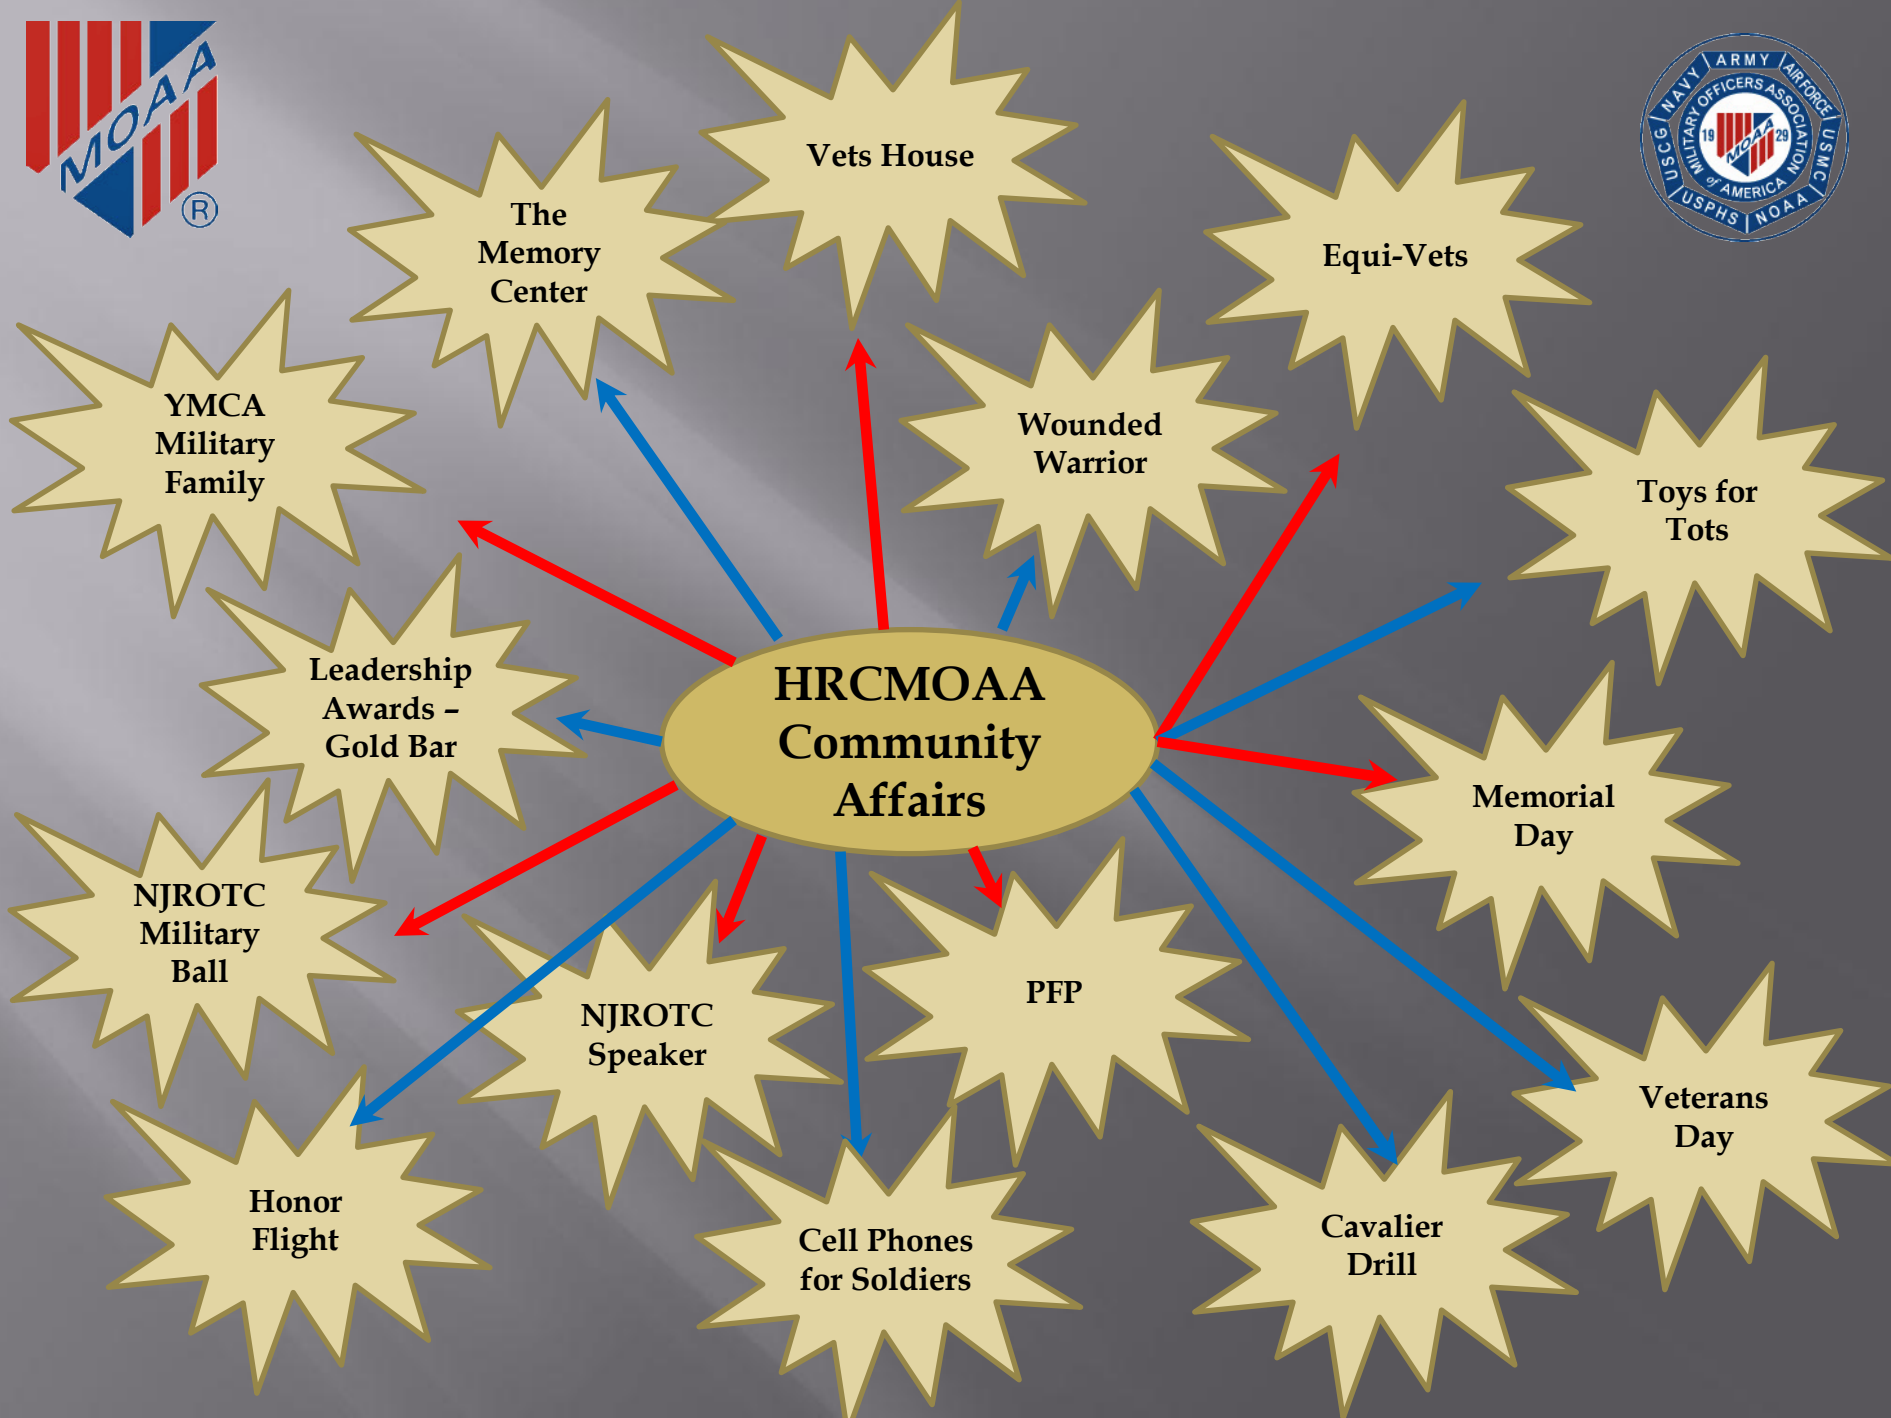 MOAA
®
ARMY
AIR FORCE
USMC
NOAA
USPHS
USCG
NAVY
MILITARY OFFICERS ASSOCIATION
of AMERICA
19 29
MOAA
Vets House
The
Memory
Center
Equi-Vets
YMCA
Military
Family
Wounded
Warrior
Toys for
Tots
Leadership
Awards –
Gold Bar
HRCMOAA
Community
Affairs
Memorial
Day
NJROTC
Military
Ball
NJROTC
Speaker
PFP
Veterans
Day
Honor
Flight
Cell Phones
for Soldiers
Cavalier
Drill